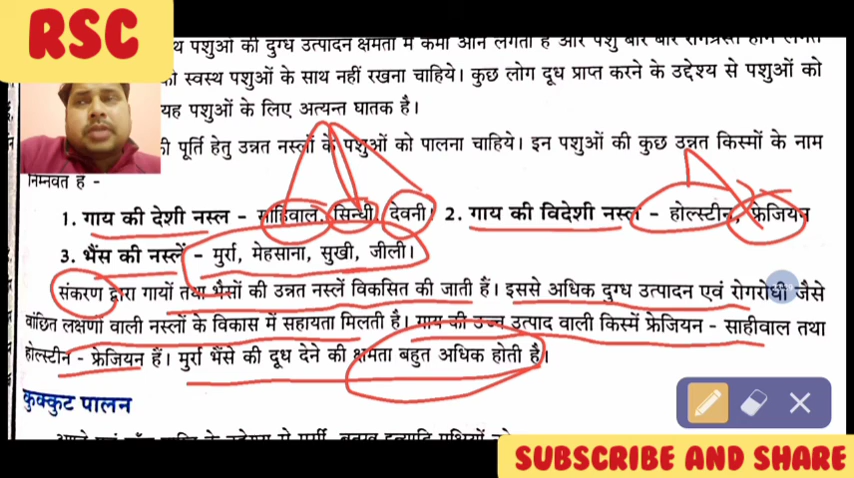 RSC
थ पशुओं की दुग्ध उत्पादन क्षमता में कमी आने लगती है और पशु बार बार रोगग्रस्त होने लगते
को स्वस्थ पशुओं के साथ नहीं रखना चाहिये। कुछ लोग दूध प्राप्त करने के उद्देश्य से पशुओं को
यह पशुओं के लिए अत्यन्त घातक है।
की पूर्ति हेतु उन्नत नस्लों के पशुओं को पालना चाहिये। इन पशुओं की कुछ उन्नत किस्मों के नाम
निम्नवत हैं -
1. गाय की देशी नस्ल - साहिवाल, सिन्धी, देवनी। 2. गाय की विदेशी नस्ल - होल्स्टीन, फ्रेजियन
3. भैंस की नस्लें - मुर्रा, मेहसाना, सुखी, जीली।
संकरण द्वारा गायों तथा भैसों की उन्नत नस्लें विकसित की जाती हैं। इससे अधिक दुग्ध उत्पादन एवं रोगरोधी जैसे
वांछित लक्षणों वाली नस्लों के विकास में सहायता मिलती है। गाय की उच्च उत्पाद वाली किस्में फ्रेजियन - साहीवाल तथा
होल्स्टीन - फ्रेजियन हैं। मुर्रा भैंसे की दूध देने की क्षमता बहुत अधिक होती है।
कुक्कुट पालन
SUBSCRIBE AND SHARE